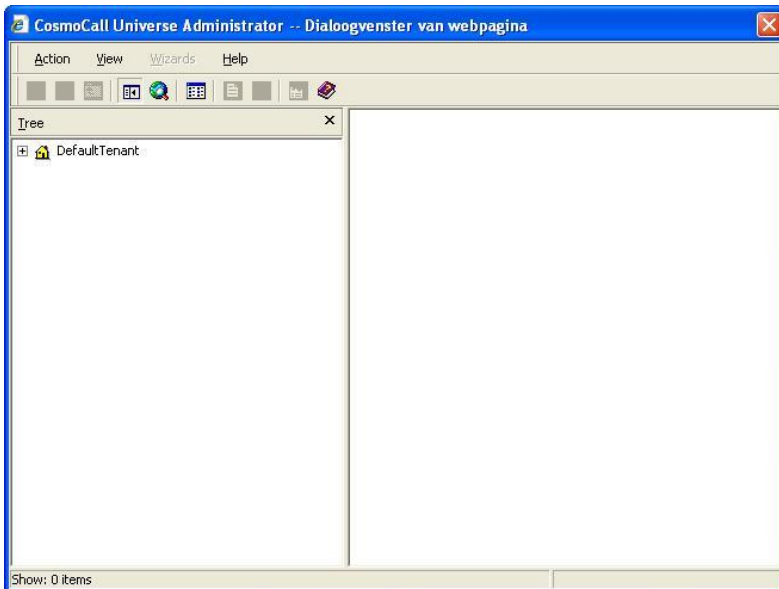 CosmoCall Universe Administrator -- Dialoogvenster van webpagina
Action View Wizards Help
Tree
DefaultTenant
Show: 0 items